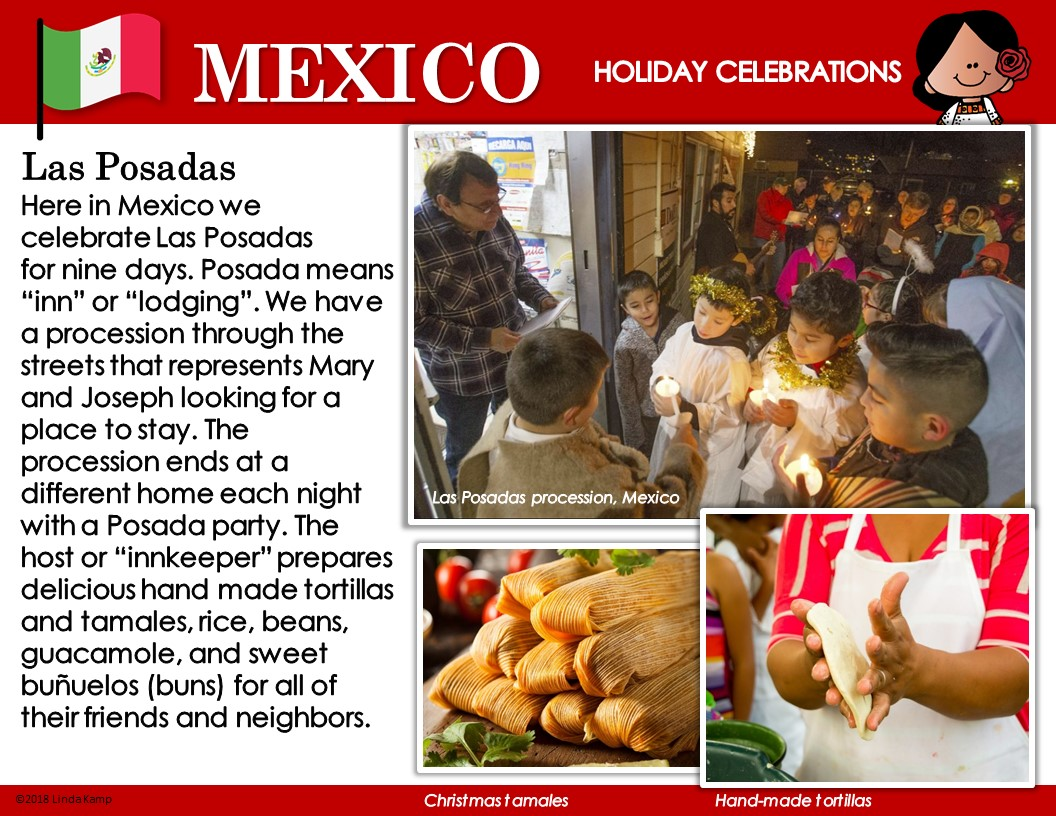 MEXICO
HOLIDAY CELEBRATIONS
Las Posadas
Here in Mexico we
celebrate Las Posadas
for nine days. Posada means
“inn” or “lodging”. We have
a procession through the
streets that represents Mary
and Joseph looking for a
place to stay. The
procession ends at a
different home each night
with a Posada party. The
host or “innkeeper” prepares
delicious hand made tortillas
and tamales, rice, beans,
guacamole, and sweet
buñuelos (buns) for all of
their friends and neighbors.
RECARGA AQUI
Las Posadas procession, Mexico
©2018 Linda Kamp
Christmas tamales
Hand-made tortillas